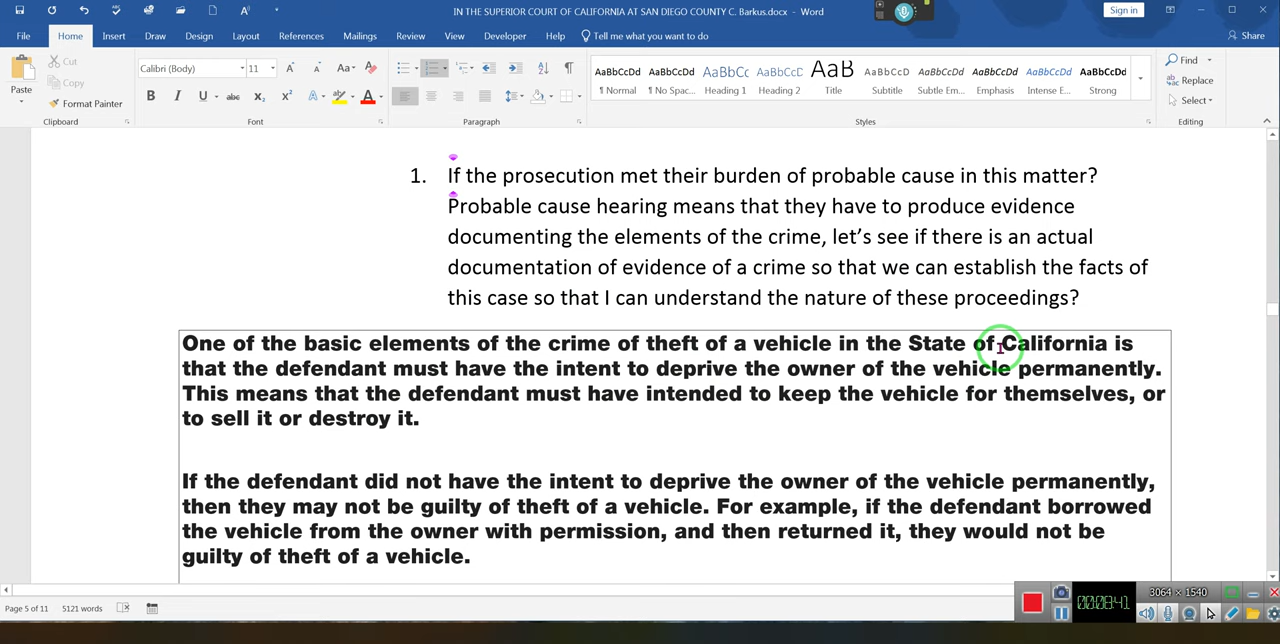 IN THE SUPERIOR COURT OF CALIFORNIA AT SAN DIEGO COUNTY C. Barkus.docx - Word
Sign in
File Home Insert Draw Design Layout References Mailings Review View Developer Help Tell me what you want to do
Share
Paste
Cut
Copy
Format Painter
Calibri (Body) 11
AaBbCcDd AaBbCcDd AaBbCc AaBbCcD AaB AaBbCcD AaBbCcDd AaBbCcDd AaBbCcDd AaBbCcDd
¶ Normal ¶ No Spac... Heading 1 Heading 2 Title Subtitle Subtle Em... Emphasis Intense E... Strong
Find
Replace
Select
Clipboard Font Paragraph Styles Editing
1. If the prosecution met their burden of probable cause in this matter?
Probable cause hearing means that they have to produce evidence
documenting the elements of the crime, let’s see if there is an actual
documentation of evidence of a crime so that we can establish the facts of
this case so that I can understand the nature of these proceedings?
One of the basic elements of the crime of theft of a vehicle in the State of California is
that the defendant must have the intent to deprive the owner of the vehicle permanently.
This means that the defendant must have intended to keep the vehicle for themselves, or
to sell it or destroy it.
If the defendant did not have the intent to deprive the owner of the vehicle permanently,
then they may not be guilty of theft of a vehicle. For example, if the defendant borrowed
the vehicle from the owner with permission, and then returned it, they would not be
guilty of theft of a vehicle.
Page 5 of 11 5121 words
00:08:41
3064 × 1540